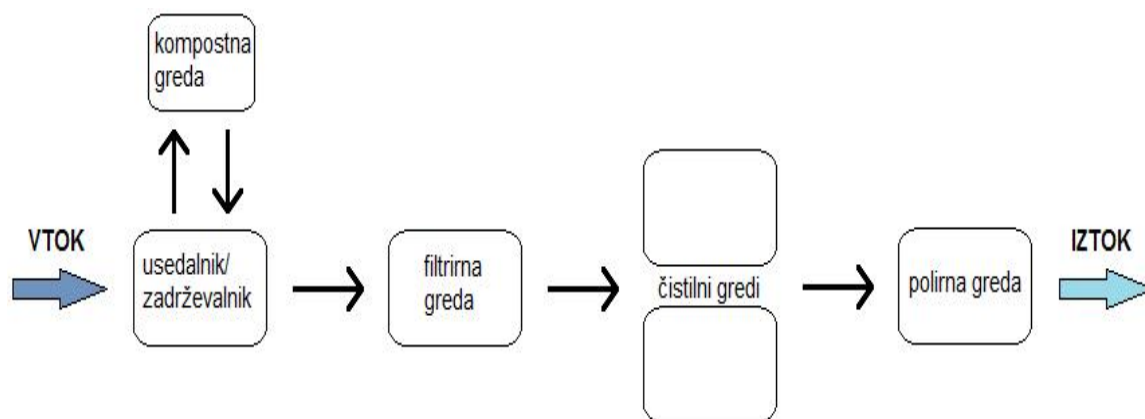 kompostna
greda
VTOK
usedalnik/
zadrževalnik
filtrirna
greda
čistilni gredi
polirna greda
IZTOK